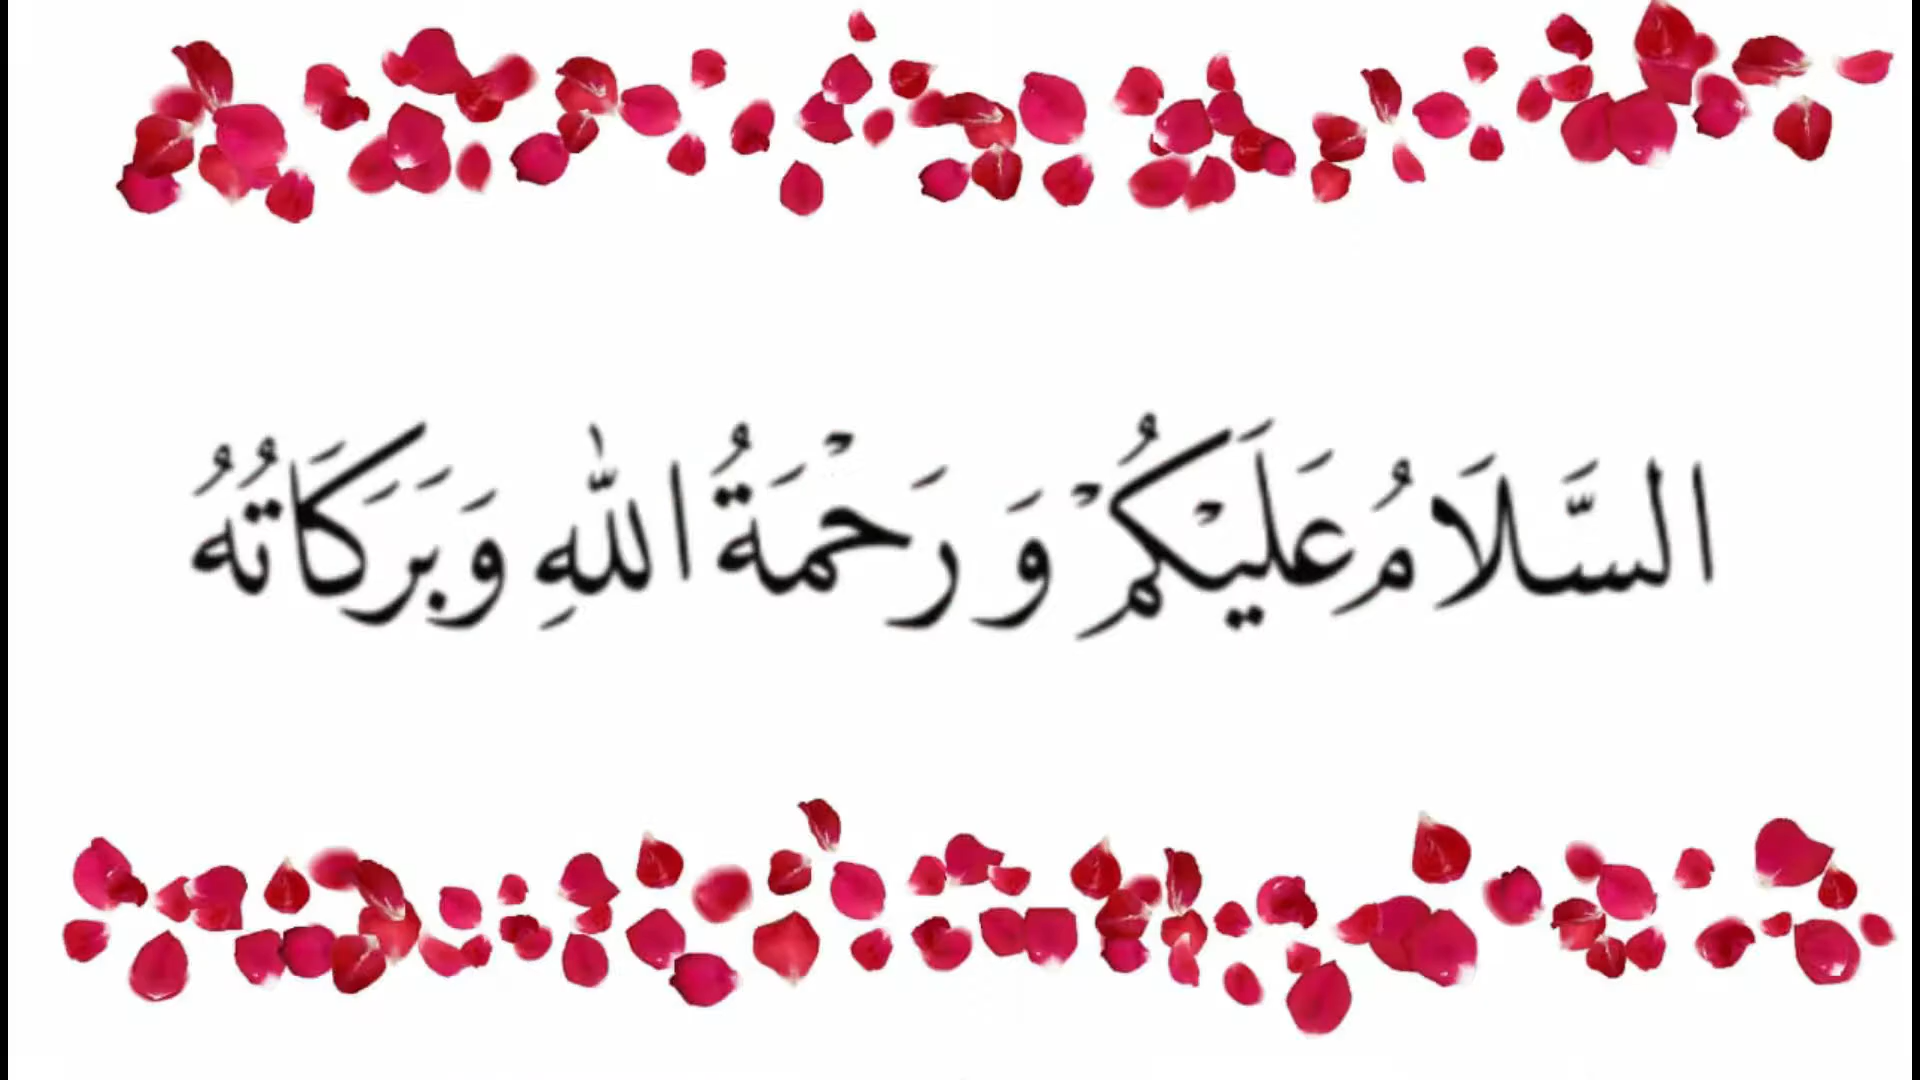 السَّلَامُ عَلَيْكُمْ وَ رَحْمَةُ اللهِ وَبَرَكَاتُهُ